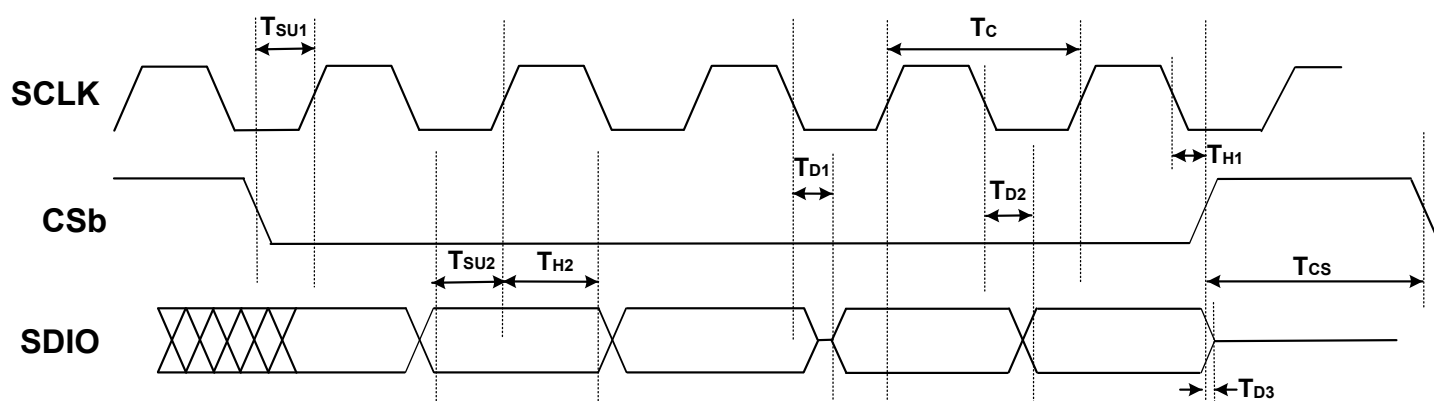 TSU1
TC
SCLK
TH1
TD1
TD2
CSb
TSU2
TH2
TCS
SDIO
TD3